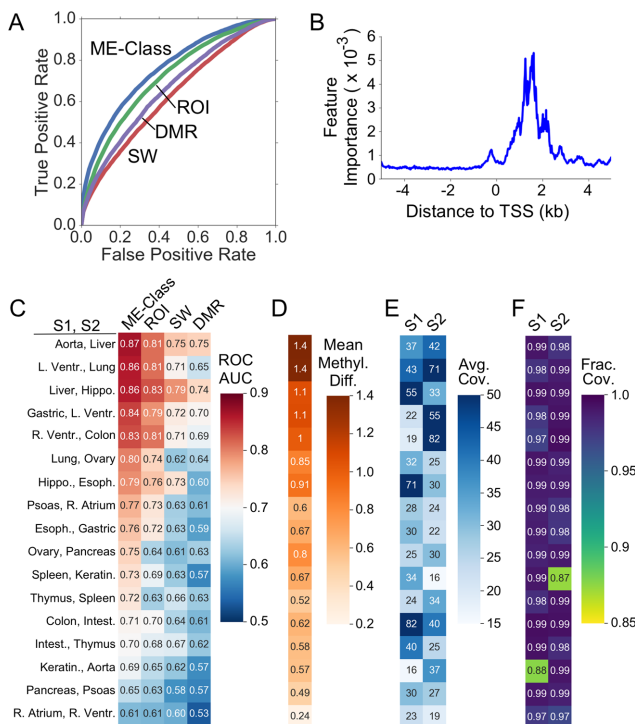 A
1.0
0.8
0.6
0.4
0.2
0.0
ME-Class
ROI
DMR
SW
True Positive Rate
0.0 0.2 0.4 0.6 0.8 1.0
False Positive Rate
B
6
5
4
3
2
1
0
Feature
Importance ( x 10⁻³)
-4 -2 0 2 4
Distance to TSS (kb)
C
S1, S2 ME-Class ROI SW DMR
Aorta, Liver 0.87 0.81 0.75 0.75
L. Ventr., Lung 0.86 0.81 0.71 0.65
Liver, Hippo. 0.86 0.83 0.79 0.74
Gastric, L. Ventr. 0.84 0.79 0.72 0.70
R. Ventr., Colon 0.83 0.81 0.71 0.69
Lung, Ovary 0.80 0.74 0.62 0.64
Hippo., Esoph. 0.79 0.76 0.73 0.60
Psoas, R. Atrium 0.77 0.73 0.63 0.61
Esoph., Gastric 0.76 0.72 0.63 0.59
Ovary, Pancreas 0.75 0.64 0.61 0.63
Spleen, Keratin. 0.73 0.69 0.63 0.57
Thymus, Spleen 0.72 0.63 0.66 0.63
Colon, Intest. 0.71 0.70 0.64 0.61
Intest., Thymus 0.70 0.68 0.67 0.62
Keratin., Aorta 0.69 0.65 0.62 0.57
Pancreas, Psoas 0.65 0.63 0.58 0.57
R. Atrium, R. Ventr. 0.61 0.61 0.60 0.53
ROC
AUC
0.9
0.8
0.7
0.6
0.5
D
1.4
1.4
1.1
1.1
1
0.85
0.91
0.6
0.67
0.8
0.67
0.52
0.62
0.58
0.57
0.49
0.24
Mean
Methyl.
Diff.
1.4
1.2
1.0
0.8
0.6
0.4
0.2
E
S1 S2
37 42
43 71
55 33
22 55
19 82
32 25
71 30
28 24
30 22
25 30
34 16
24 34
82 40
40 25
16 37
30 27
23 19
Avg.
Cov.
50
45
40
35
30
25
20
15
F
S1 S2
0.99 0.98
0.98 0.99
0.99 0.99
0.98 0.99
0.97 0.99
0.99 0.99
0.99 0.99
0.99 0.98
0.99 0.98
0.99 0.99
0.99 0.87
0.98 0.99
0.99 0.99
0.99 0.98
0.88 0.99
0.99 0.99
0.97 0.97
Frac.
Cov.
1.0
0.95
0.90
0.85